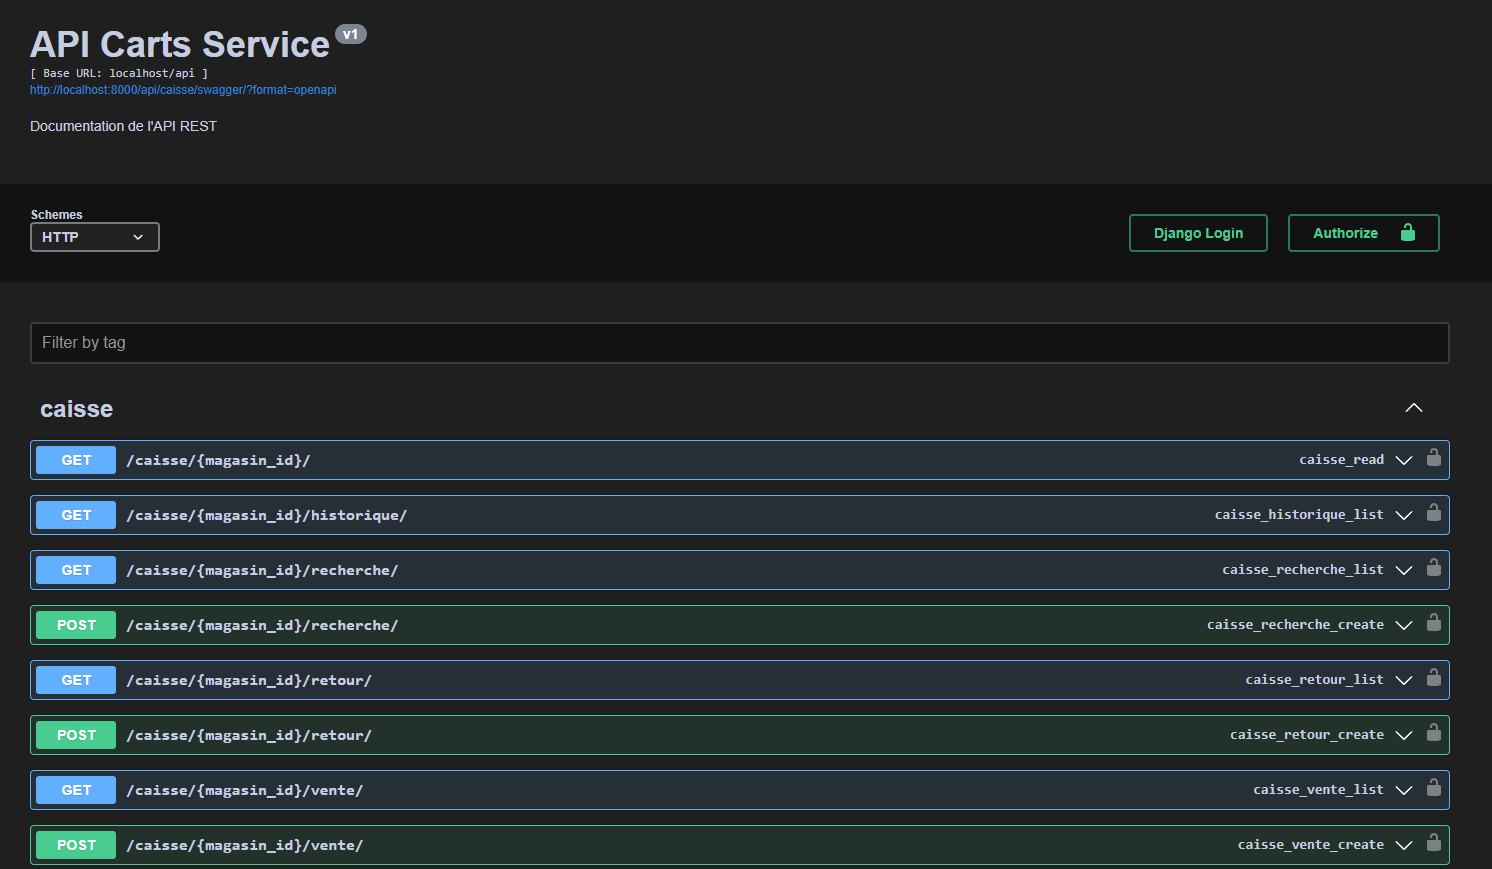 API Carts Service v1
[ Base URL: localhost/api ]
http://localhost:8000/api/caisse/swagger/?format=openapi
Documentation de l'API REST
Schemes
HTTP
Django Login
Authorize
Filter by tag
caisse
GET /caisse/{magasin_id}/ caisse_read
GET /caisse/{magasin_id}/historique/ caisse_historique_list
GET /caisse/{magasin_id}/recherche/ caisse_recherche_list
POST /caisse/{magasin_id}/recherche/ caisse_recherche_create
GET /caisse/{magasin_id}/retour/ caisse_retour_list
POST /caisse/{magasin_id}/retour/ caisse_retour_create
GET /caisse/{magasin_id}/vente/ caisse_vente_list
POST /caisse/{magasin_id}/vente/ caisse_vente_create